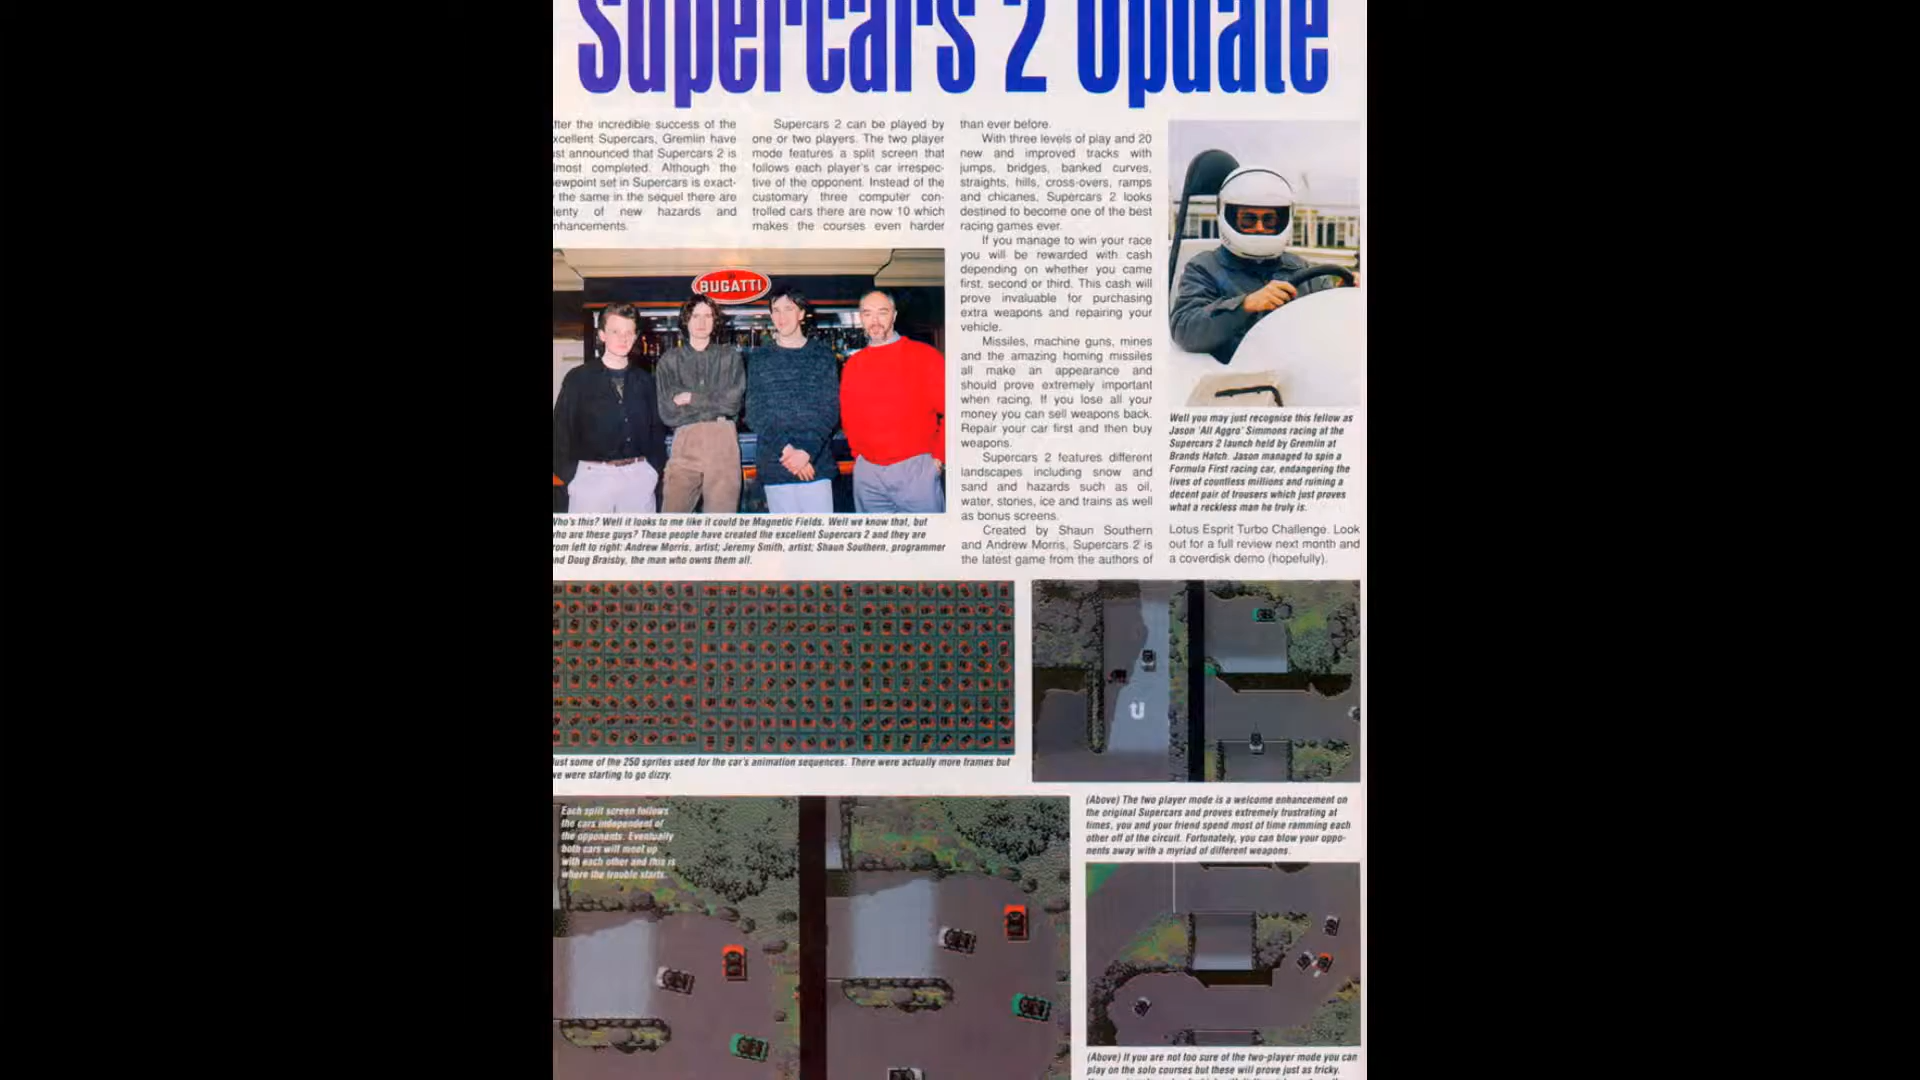 Supercars 2 Update
fter the incredible success of the
xcellent Supercars, Gremlin have
st announced that Supercars 2 is
lmost completed. Although the
ewpoint set in Supercars is exact-
the same in the sequel there are
lenty of new hazards and
nhancements.
Supercars 2 can be played by
one or two players. The two player
mode features a split screen that
follows each player's car irrespec-
tive of the opponent. Instead of the
customary three computer con-
trolled cars there are now 10 which
makes the courses even harder
than ever before.
With three levels of play and 20
new and improved tracks with
jumps, bridges, banked curves,
straights, hills, cross-overs, ramps
and chicanes, Supercars 2 looks
destined to become one of the best
racing games ever.
If you manage to win your race
you will be rewarded with cash
depending on whether you came
first, second or third. This cash will
prove invaluable for purchasing
extra weapons and repairing your
vehicle.
Missiles, machine guns, mines
and the amazing homing missiles
all make an appearance and
should prove extremely important
when racing. If you lose all your
money you can sell weapons back.
Repair your car first and then buy
weapons.
Supercars 2 features different
landscapes including snow and
sand and hazards such as oil,
water, stones, ice and trains as well
as bonus screens.
Created by Shaun Southern
and Andrew Morris, Supercars 2 is
the latest game from the authors of
Lotus Esprit Turbo Challenge. Look
out for a full review next month and
a coverdisk demo (hopefully).
BUGATTI
Who's this? Well it looks to me like it could be Magnetic Fields. Well we know that, but
who are these guys? These people have created the excellent Supercars 2 and they are
from left to right: Andrew Morris, artist; Jeremy Smith, artist; Shaun Southern, programmer
and Doug Braisby, the man who owns them all.
Well you may just recognise this fellow as
Jason 'All Aggro' Simmons racing at the
Supercars 2 launch held by Gremlin at
Brands Hatch. Jason managed to spin a
Formula First racing car, endangering the
lives of countless millions and ruining a
decent pair of trousers which just proves
what a reckless man he truly is.
Just some of the 250 sprites used for the car's animation sequences. There were actually more frames but
we were starting to go dizzy.
Each split screen follows
the cars independent of
the opponents. Eventually
both cars will meet up
with each other and this is
where the trouble starts.
(Above) The two player mode is a welcome enhancement on
the original Supercars and proves extremely frustrating at
times, you and your friend spend most of time ramming each
other off of the circuit. Fortunately, you can blow your oppo-
nents away with a myriad of different weapons.
(Above) If you are not too sure of the two-player mode you can
play on the solo courses but these will prove just as tricky.